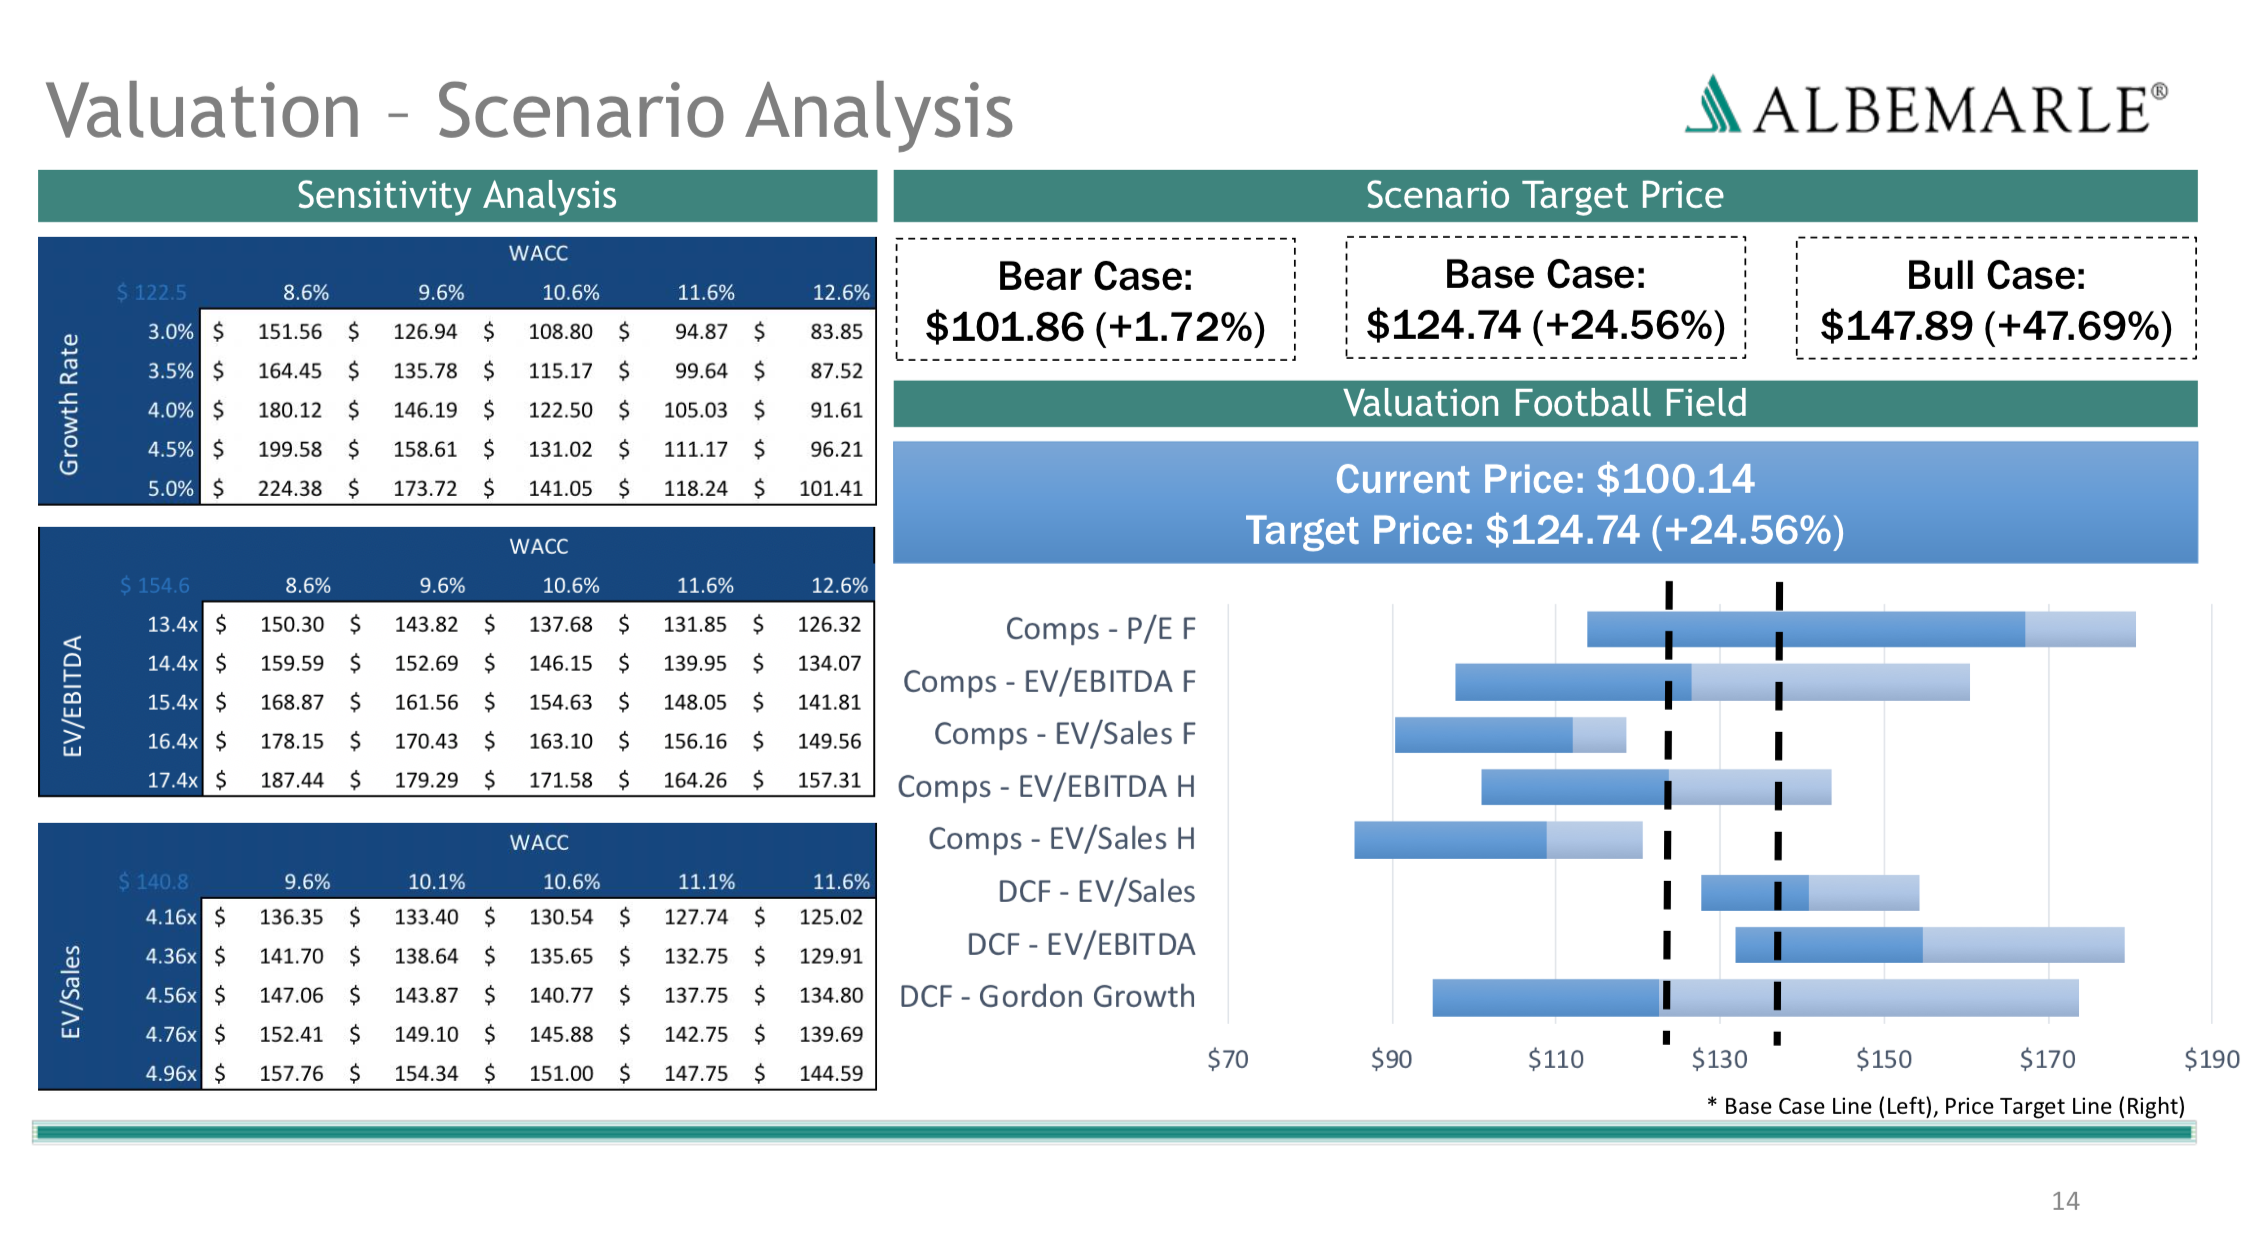 Valuation – Scenario Analysis
ALBEMARLE®
Sensitivity Analysis
WACC
$ 122.5 8.6% 9.6% 10.6% 11.6% 12.6%
Growth Rate
3.0% $ 151.56 $ 126.94 $ 108.80 $ 94.87 $ 83.85
3.5% $ 164.45 $ 135.78 $ 115.17 $ 99.64 $ 87.52
4.0% $ 180.12 $ 146.19 $ 122.50 $ 105.03 $ 91.61
4.5% $ 199.58 $ 158.61 $ 131.02 $ 111.17 $ 96.21
5.0% $ 224.38 $ 173.72 $ 141.05 $ 118.24 $ 101.41
WACC
$ 154.6 8.6% 9.6% 10.6% 11.6% 12.6%
EV/EBITDA
13.4x $ 150.30 $ 143.82 $ 137.68 $ 131.85 $ 126.32
14.4x $ 159.59 $ 152.69 $ 146.15 $ 139.95 $ 134.07
15.4x $ 168.87 $ 161.56 $ 154.63 $ 148.05 $ 141.81
16.4x $ 178.15 $ 170.43 $ 163.10 $ 156.16 $ 149.56
17.4x $ 187.44 $ 179.29 $ 171.58 $ 164.26 $ 157.31
WACC
$ 140.8 9.6% 10.1% 10.6% 11.1% 11.6%
EV/Sales
4.16x $ 136.35 $ 133.40 $ 130.54 $ 127.74 $ 125.02
4.36x $ 141.70 $ 138.64 $ 135.65 $ 132.75 $ 129.91
4.56x $ 147.06 $ 143.87 $ 140.77 $ 137.75 $ 134.80
4.76x $ 152.41 $ 149.10 $ 145.88 $ 142.75 $ 139.69
4.96x $ 157.76 $ 154.34 $ 151.00 $ 147.75 $ 144.59
Scenario Target Price
Bear Case:
$101.86 (+1.72%)
Base Case:
$124.74 (+24.56%)
Bull Case:
$147.89 (+47.69%)
Valuation Football Field
Current Price: $100.14
Target Price: $124.74 (+24.56%)
Comps - P/E F
Comps - EV/EBITDA F
Comps - EV/Sales F
Comps - EV/EBITDA H
Comps - EV/Sales H
DCF - EV/Sales
DCF - EV/EBITDA
DCF - Gordon Growth
$70 $90 $110 $130 $150 $170 $190
* Base Case Line (Left), Price Target Line (Right)
14